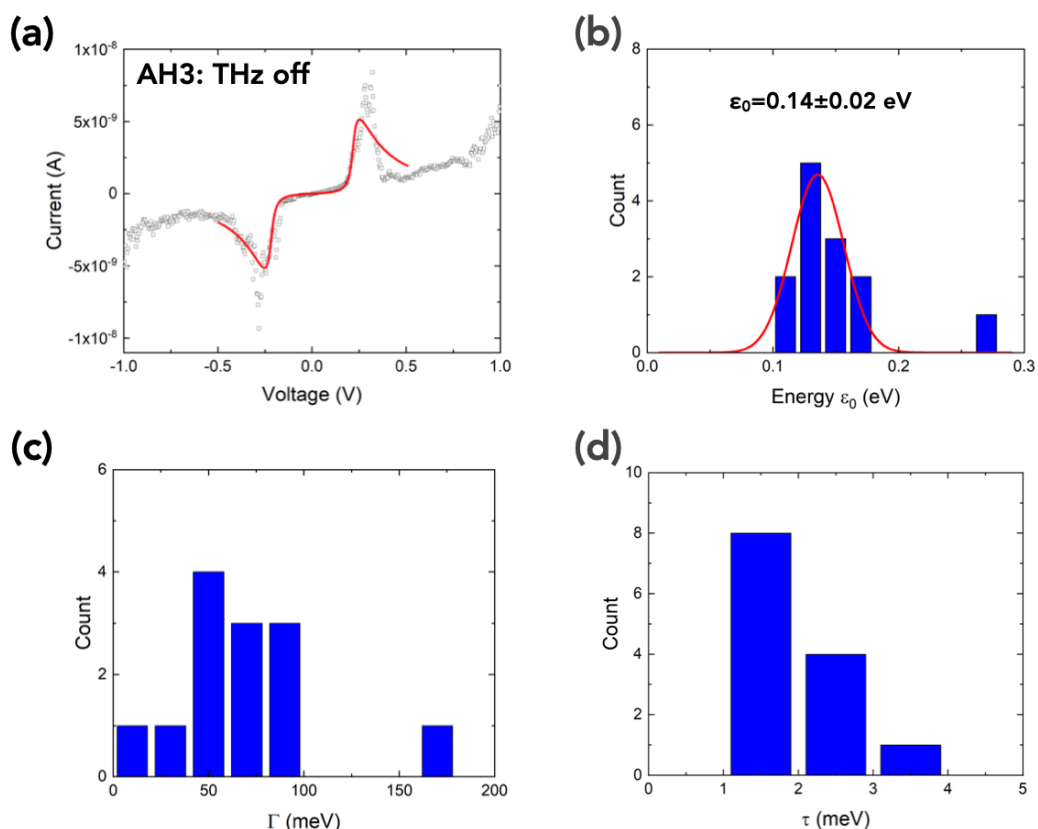 (a)
AH3: THz off
1x10⁻⁸
5x10⁻⁹
0
-5x10⁻⁹
-1x10⁻⁸
Current (A)
-1.0 -0.5 0.0 0.5 1.0
Voltage (V)
(b)
ε₀=0.14±0.02 eV
8
6
4
2
0
Count
0.0 0.1 0.2 0.3
Energy ε₀ (eV)
(c)
6
4
2
0
Count
0 50 100 150 200
Γ (meV)
(d)
10
8
6
4
2
0
Count
0 1 2 3 4 5
τ (meV)